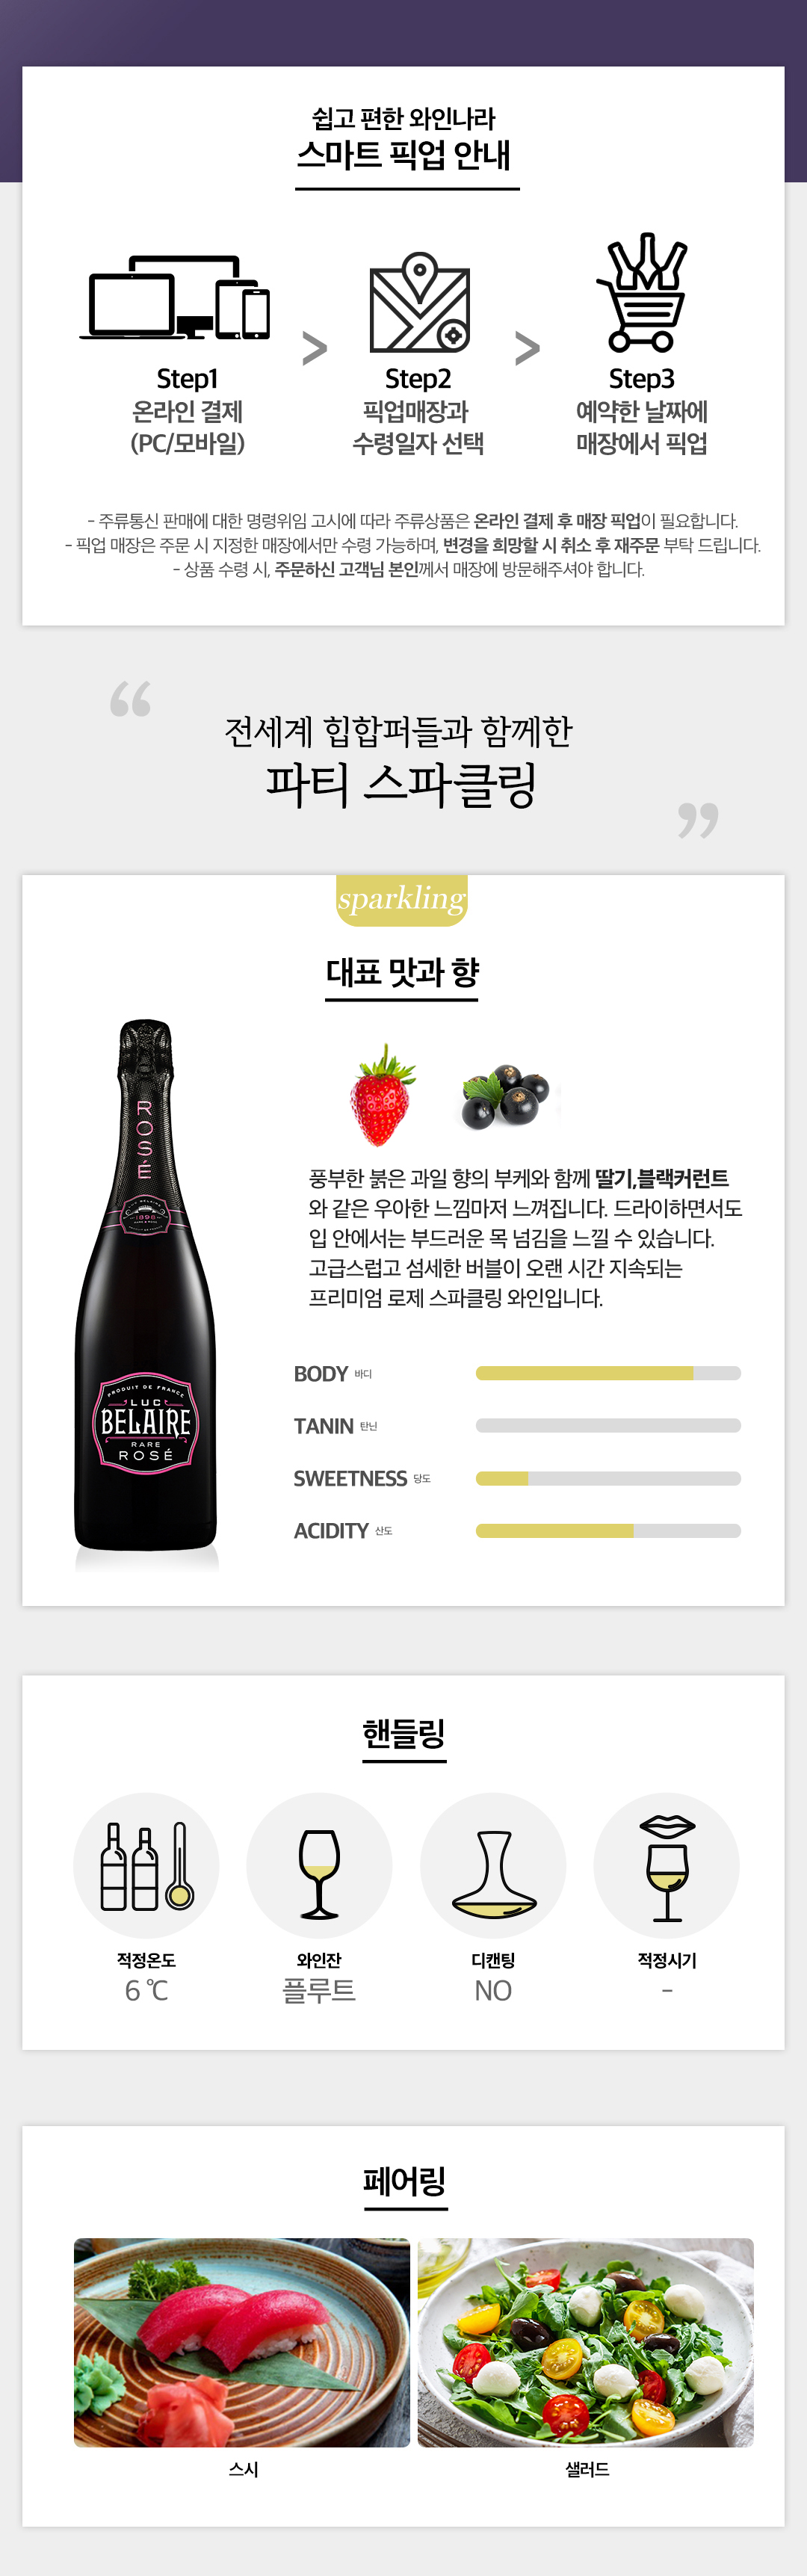 쉽고 편한 와인나라
스마트 픽업 안내
>
>
Step1
온라인 결제
(PC/모바일)
Step2
픽업매장과
수령일자 선택
Step3
예약한 날짜에
매장에서 픽업
- 주류통신 판매에 대한 명령위임 고시에 따라 주류상품은 온라인 결제 후 매장 픽업이 필요합니다.
- 픽업 매장은 주문 시 지정한 매장에서만 수령 가능하며, 변경을 희망할 시 취소 후 재주문 부탁 드립니다.
- 상품 수령 시, 주문하신 고객님 본인께서 매장에 방문해주셔야 합니다.
“
전세계 힙합퍼들과 함께한
파티 스파클링
”
sparkling
대표 맛과 향
ROSÉ
1898
PRODUIT DE FRANCE
LUC
BELAIRE
RARE
ROSÉ
풍부한 붉은 과일 향의 부케와 함께 딸기,블랙커런트
와 같은 우아한 느낌마저 느껴집니다. 드라이하면서도
입 안에서는 부드러운 목 넘김을 느낄 수 있습니다.
고급스럽고 섬세한 버블이 오랜 시간 지속되는
프리미엄 로제 스파클링 와인입니다.
BODY 바디
TANIN 탄닌
SWEETNESS 당도
ACIDITY 산도
핸들링
적정온도
6 ℃
와인잔
플루트
디캔팅
NO
적정시기
-
페어링
스시
샐러드